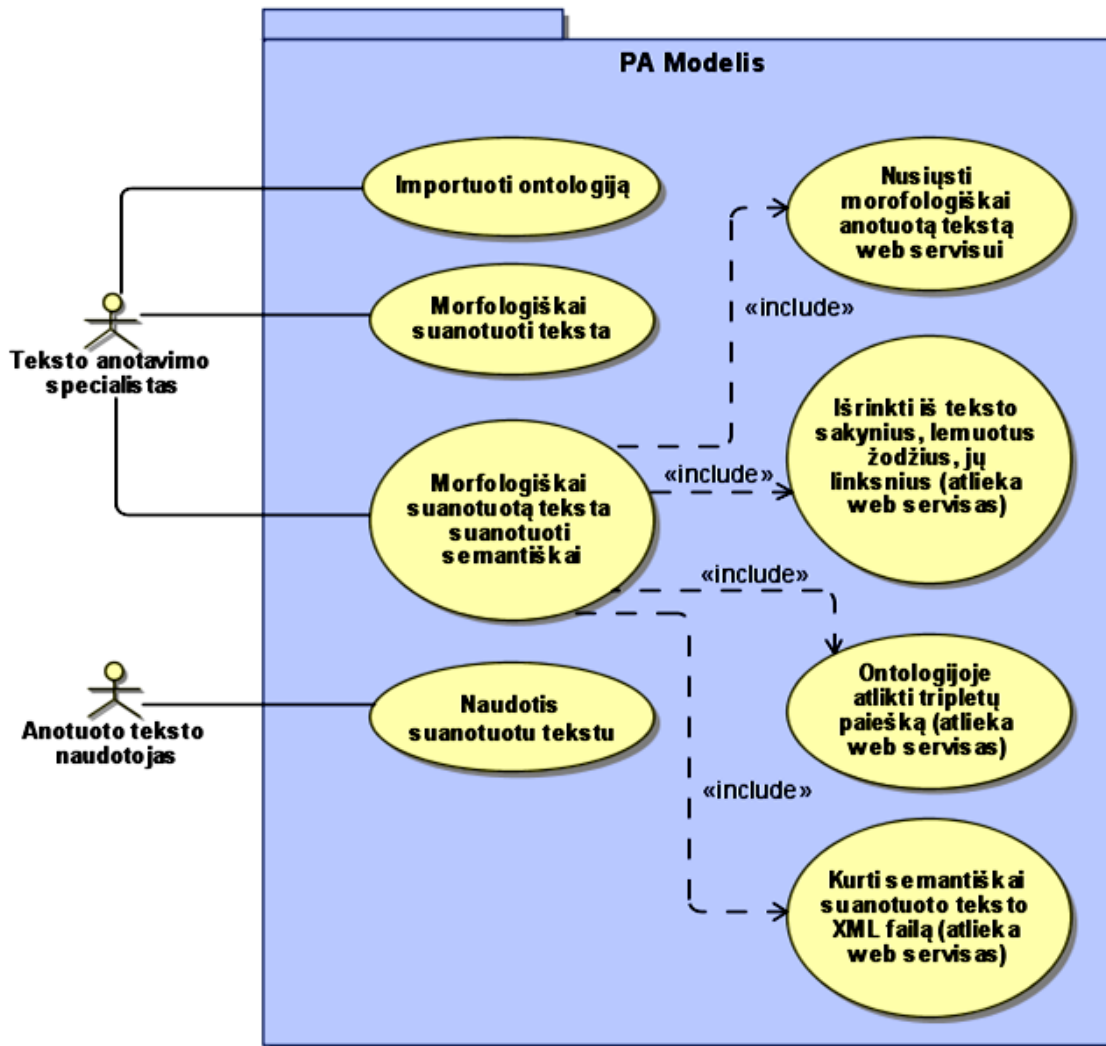 PA Modelis
Importuoti ontologiją
Nusiųsti
morofologiškai
anotuotą tekstą
web servisui
Morfologiškai
suanotuoti teksta
«include»
Teksto anotavimo
specialistas
Išrinkti iš teksto
sakynius, lemuotus
žodžius, jų
linksnius (atlieka
web servisas)
«include»
Morfologiškai
suanotuotą teksta
suanotuoti
semantiškai
«include»
Ontologijoje
atlikti tripletų
paiešką (atlieka
web servisas)
Naudotis
suanotuotu tekstu
Anotuoto teksto
naudotojas
«include»
Kurti semantiškai
suanotuoto teksto
XML failą (atlieka
web servisas)